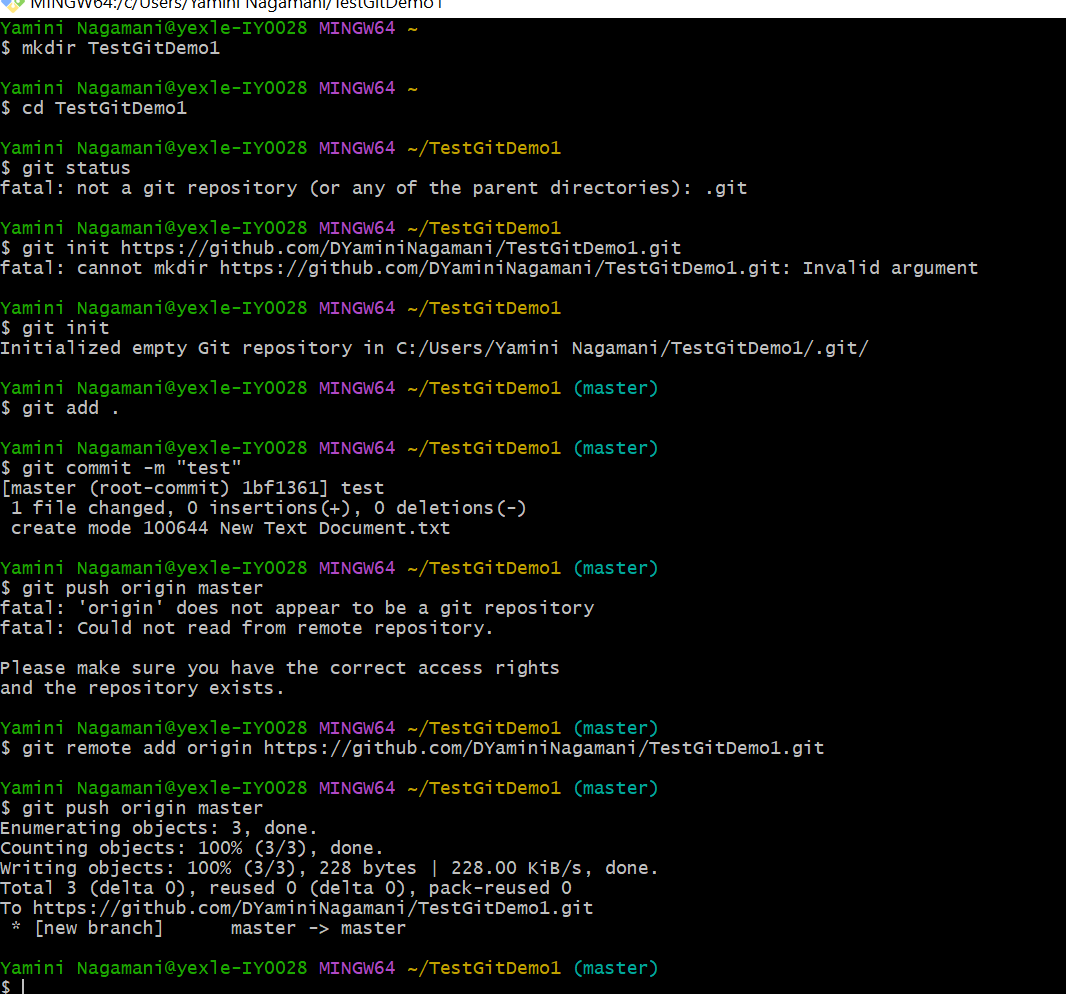 MINGW64:/c/Users/Yamini Nagamani/TestGitDemo1
Yamini Nagamani@yexle-IY0028 MINGW64 ~
$ mkdir TestGitDemo1
Yamini Nagamani@yexle-IY0028 MINGW64 ~
$ cd TestGitDemo1
Yamini Nagamani@yexle-IY0028 MINGW64 ~/TestGitDemo1
$ git status
fatal: not a git repository (or any of the parent directories): .git
Yamini Nagamani@yexle-IY0028 MINGW64 ~/TestGitDemo1
$ git init https://github.com/DYaminiNagamani/TestGitDemo1.git
fatal: cannot mkdir https://github.com/DYaminiNagamani/TestGitDemo1.git: Invalid argument
Yamini Nagamani@yexle-IY0028 MINGW64 ~/TestGitDemo1
$ git init
Initialized empty Git repository in C:/Users/Yamini Nagamani/TestGitDemo1/.git/
Yamini Nagamani@yexle-IY0028 MINGW64 ~/TestGitDemo1 (master)
$ git add .
Yamini Nagamani@yexle-IY0028 MINGW64 ~/TestGitDemo1 (master)
$ git commit -m "test"
[master (root-commit) 1bf1361] test
1 file changed, 0 insertions(+), 0 deletions(-)
create mode 100644 New Text Document.txt
Yamini Nagamani@yexle-IY0028 MINGW64 ~/TestGitDemo1 (master)
$ git push origin master
fatal: 'origin' does not appear to be a git repository
fatal: Could not read from remote repository.
Please make sure you have the correct access rights
and the repository exists.
Yamini Nagamani@yexle-IY0028 MINGW64 ~/TestGitDemo1 (master)
$ git remote add origin https://github.com/DYaminiNagamani/TestGitDemo1.git
Yamini Nagamani@yexle-IY0028 MINGW64 ~/TestGitDemo1 (master)
$ git push origin master
Enumerating objects: 3, done.
Counting objects: 100% (3/3), done.
Writing objects: 100% (3/3), 228 bytes | 228.00 KiB/s, done.
Total 3 (delta 0), reused 0 (delta 0), pack-reused 0
To https://github.com/DYaminiNagamani/TestGitDemo1.git
* [new branch]      master -> master
Yamini Nagamani@yexle-IY0028 MINGW64 ~/TestGitDemo1 (master)
$